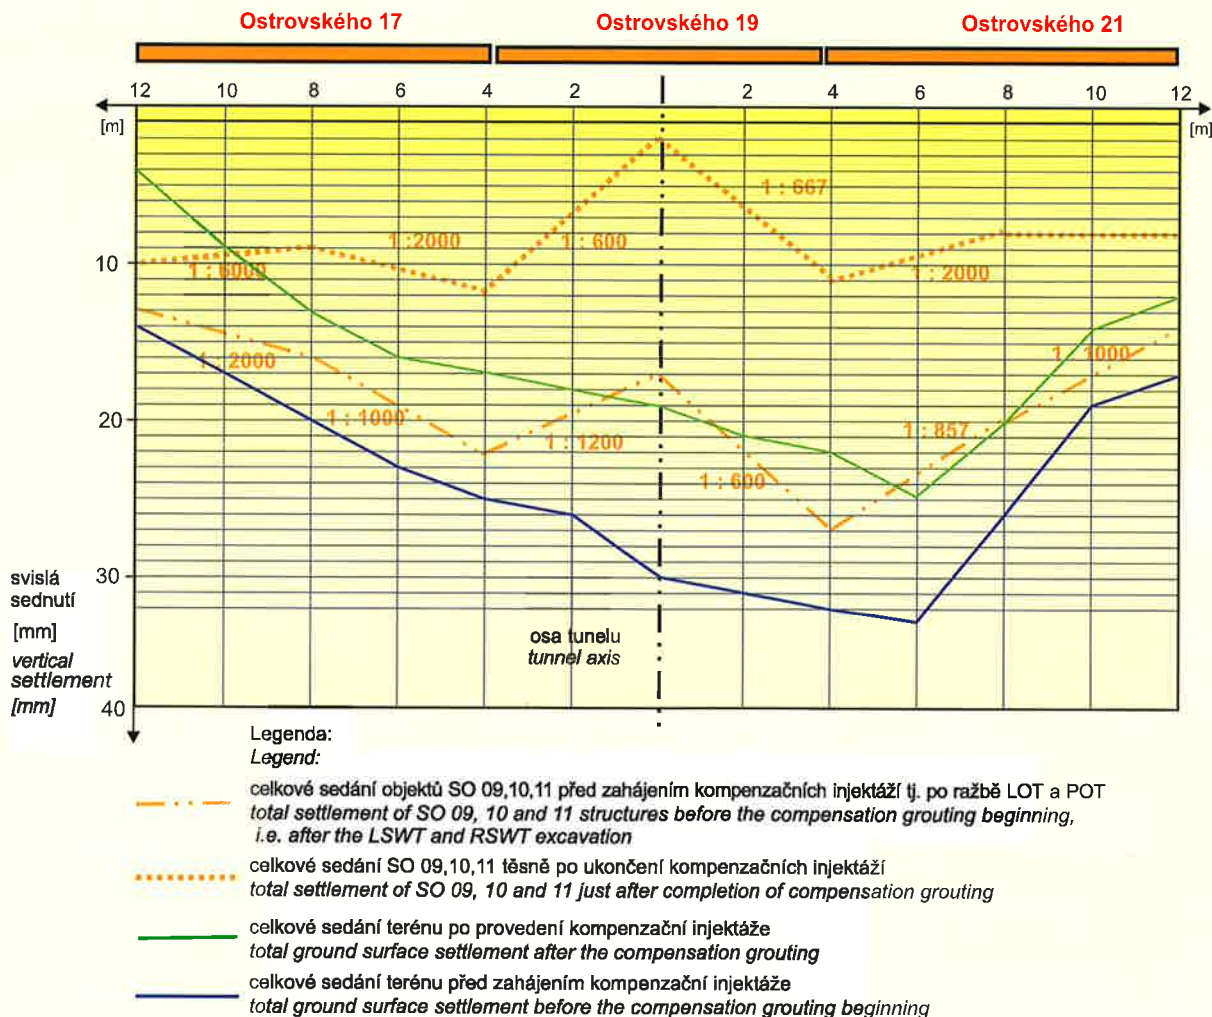 Ostrovského 17 Ostrovského 19 Ostrovského 21
12 10 8 6 4 2 2 4 6 8 10 12
[m] [m]
1 : 667
1 :2000 1 : 600
10 1 : 6000 1 : 2000
1 : 2000 1 : 1000
20 1 : 1000 1 : 1200 1 : 857
1 : 600
30
svislá
sednutí
[mm]
vertical
settlement
[mm]
osa tunelu
tunnel axis
40
Legenda:
Legend:
celkové sedání objektů SO 09,10,11 před zahájením kompenzačních injektáží tj. po ražbě LOT a POT
total settlement of SO 09, 10 and 11 structures before the compensation grouting beginning,
i.e. after the LSWT and RSWT excavation
celkové sedání SO 09,10,11 těsně po ukončení kompenzačních injektáží
total settlement of SO 09, 10 and 11 just after completion of compensation grouting
celkové sedání terénu po provedení kompenzační injektáže
total ground surface settlement after the compensation grouting
celkové sedání terénu před zahájením kompenzační injektáže
total ground surface settlement before the compensation grouting beginning